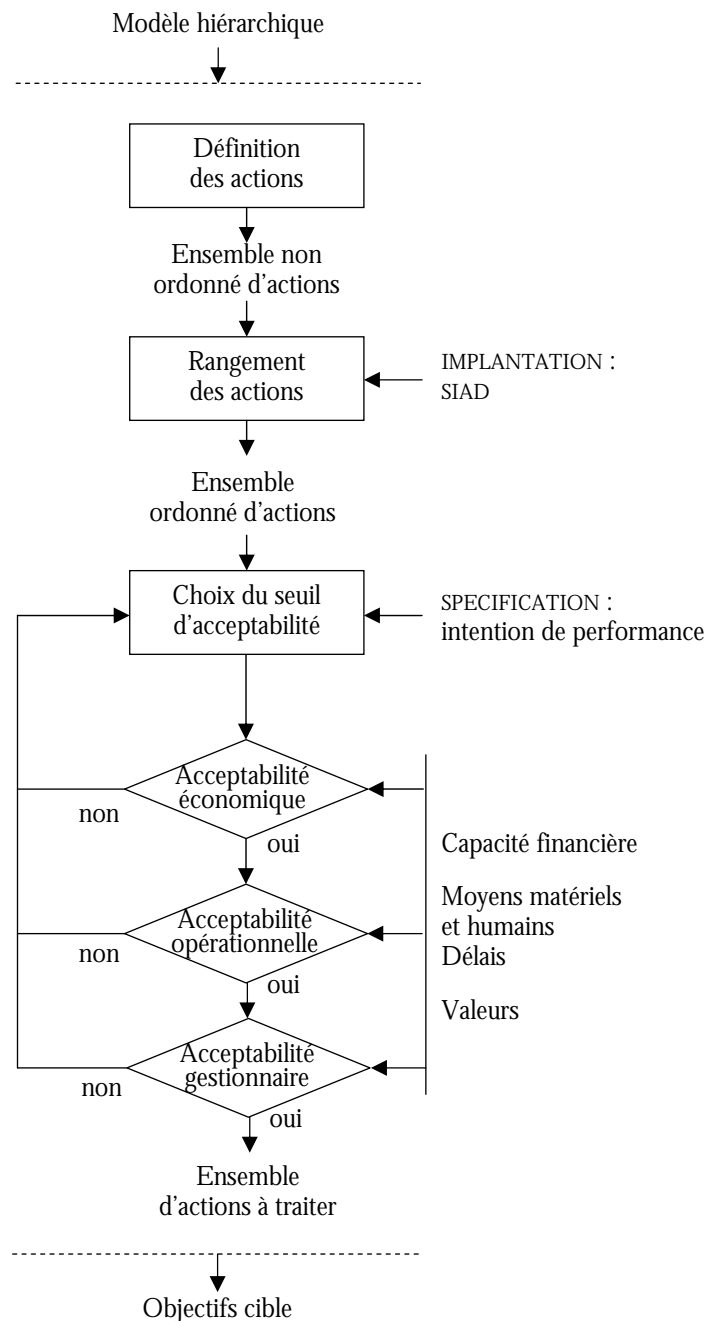 Modèle hiérarchique
Définition
des actions
Ensemble non
ordonné d’actions
Rangement
des actions
IMPLANTATION :
SIAD
Ensemble
ordonné d’actions
Choix du seuil
d’acceptabilité
SPECIFICATION :
intention de performance
Acceptabilité
économique
non
oui
Capacité financière
Moyens matériels
et humains
Délais
Valeurs
Acceptabilité
opérationnelle
non
oui
Acceptabilité
gestionnaire
non
oui
Ensemble
d’actions à traiter
Objectifs cible